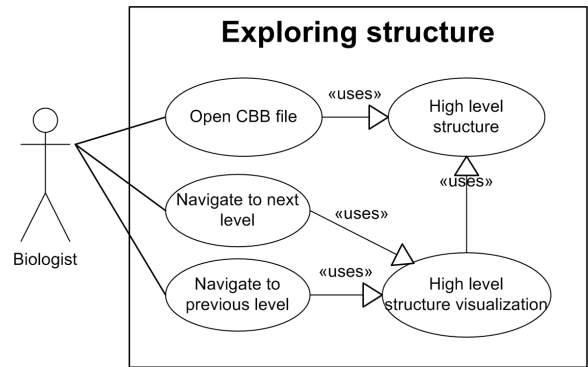 Exploring structure
«uses»
Open CBB file
High level
structure
«uses»
Navigate to next
level
«uses»
Biologist
«uses»
Navigate to
previous level
High level
structure visualization